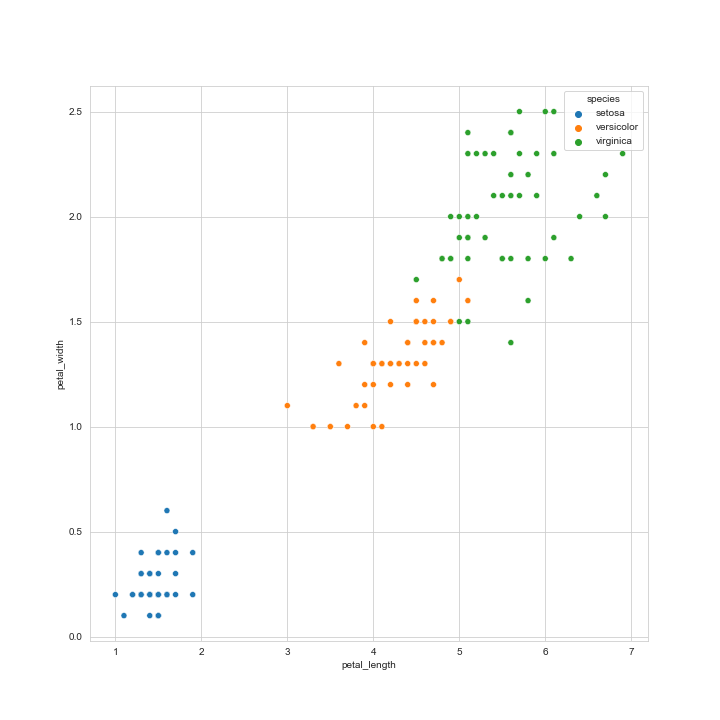 species
setosa
versicolor
virginica
2.5
2.0
1.5
1.0
0.5
0.0
petal_width
1 2 3 4 5 6 7
petal_length